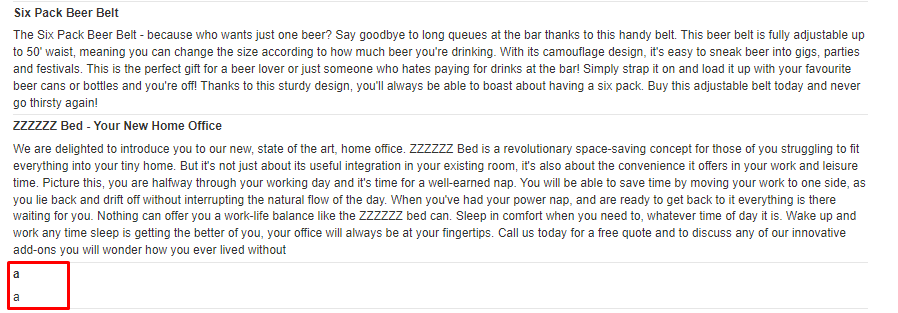 Six Pack Beer Belt
The Six Pack Beer Belt - because who wants just one beer? Say goodbye to long queues at the bar thanks to this handy belt. This beer belt is fully adjustable up
to 50' waist, meaning you can change the size according to how much beer you're drinking. With its camouflage design, it's easy to sneak beer into gigs, parties
and festivals. This is the perfect gift for a beer lover or just someone who hates paying for drinks at the bar! Simply strap it on and load it up with your favourite
beer cans or bottles and you're off! Thanks to this sturdy design, you'll always be able to boast about having a six pack. Buy this adjustable belt today and never
go thirsty again!
ZZZZZZ Bed - Your New Home Office
We are delighted to introduce you to our new, state of the art, home office. ZZZZZZ Bed is a revolutionary space-saving concept for those of you struggling to fit
everything into your tiny home. But it's not just about its useful integration in your existing room, it's also about the convenience it offers in your work and leisure
time. Picture this, you are halfway through your working day and it's time for a well-earned nap. You will be able to save time by moving your work to one side, as
you lie back and drift off without interrupting the natural flow of the day. When you've had your power nap, and are ready to get back to it everything is there
waiting for you. Nothing can offer you a work-life balance like the ZZZZZZ bed can. Sleep in comfort when you need to, whatever time of day it is. Wake up and
work any time sleep is getting the better of you, your office will always be at your fingertips. Call us today for a free quote and to discuss any of our innovative
add-ons you will wonder how you ever lived without
a
a